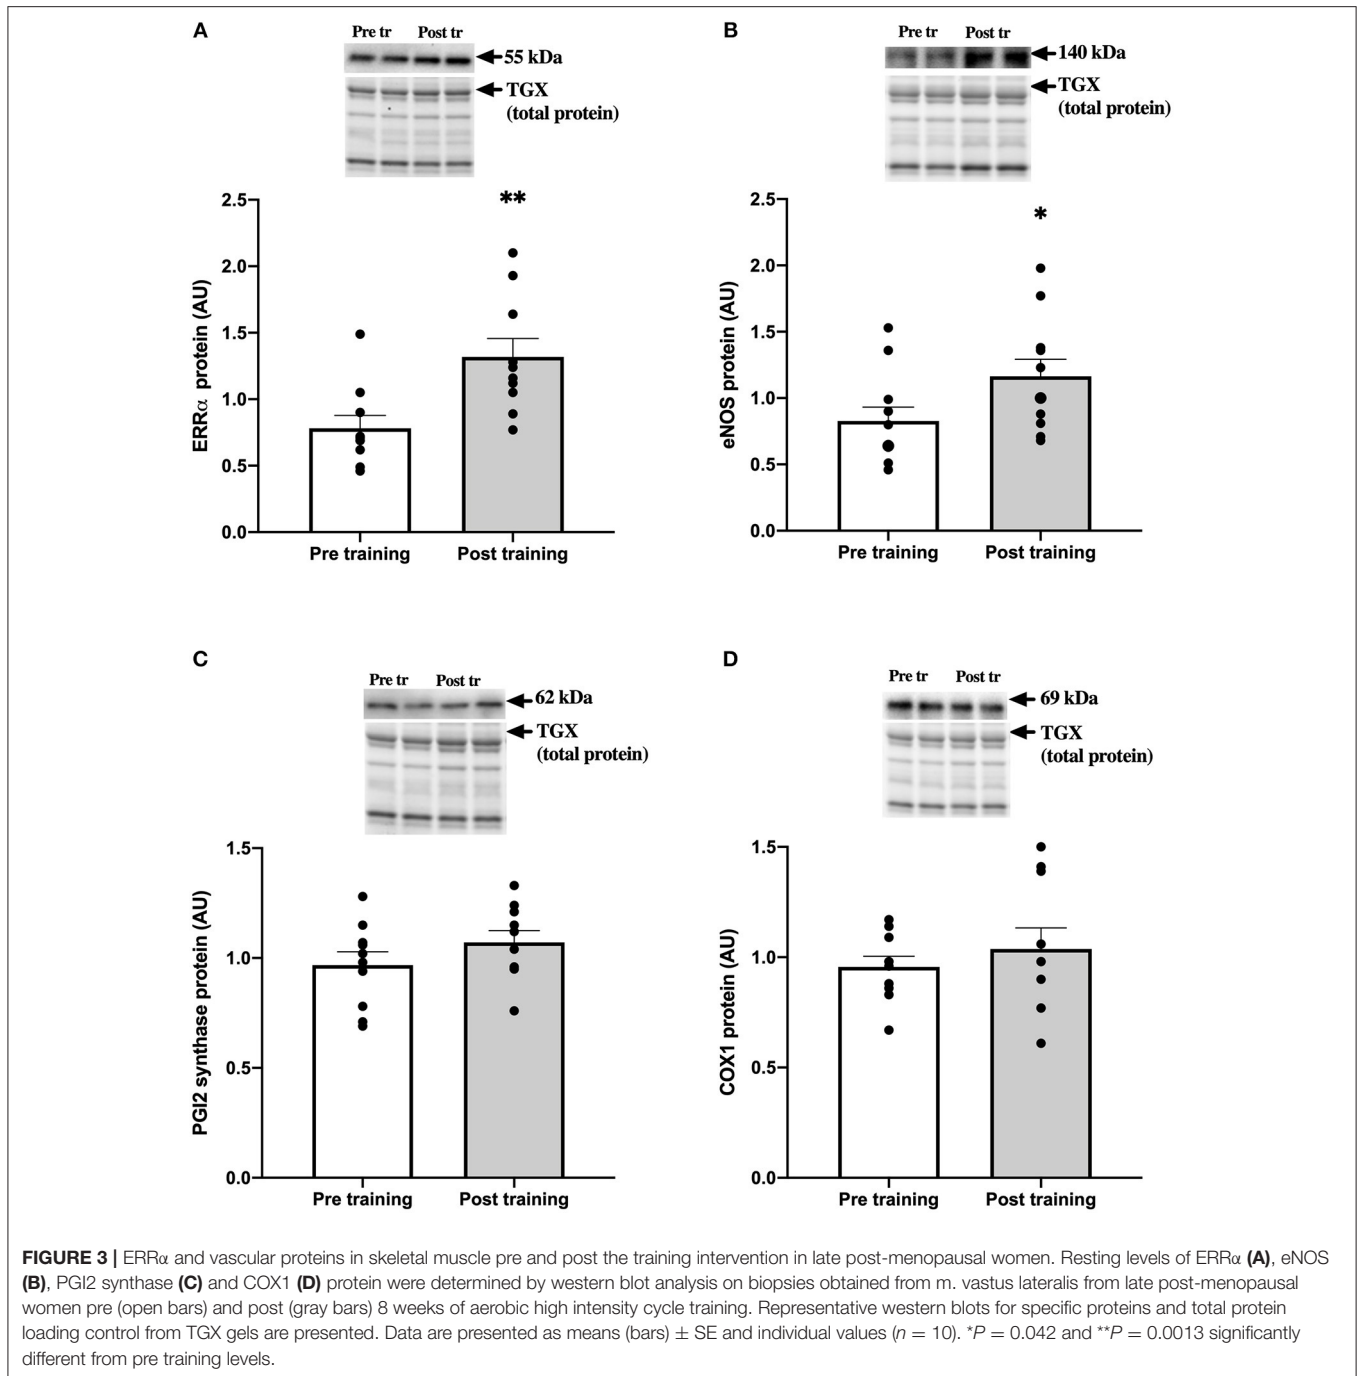 A
Pre tr Post tr
55 kDa
TGX
(total protein)
**
2.5
2.0
1.5
1.0
0.5
0.0
ERRα protein (AU)
Pre training Post training
B
Pre tr Post tr
140 kDa
TGX
(total protein)
*
2.5
2.0
1.5
1.0
0.5
0.0
eNOS protein (AU)
Pre training Post training
C
Pre tr Post tr
62 kDa
TGX
(total protein)
1.5
1.0
0.5
0.0
PGI2 synthase protein (AU)
Pre training Post training
D
Pre tr Post tr
69 kDa
TGX
(total protein)
1.5
1.0
0.5
0.0
COX1 protein (AU)
Pre training Post training
FIGURE 3 | ERRα and vascular proteins in skeletal muscle pre and post the training intervention in late post-menopausal women. Resting levels of ERRα (A), eNOS
(B), PGI2 synthase (C) and COX1 (D) protein were determined by western blot analysis on biopsies obtained from m. vastus lateralis from late post-menopausal
women pre (open bars) and post (gray bars) 8 weeks of aerobic high intensity cycle training. Representative western blots for specific proteins and total protein
loading control from TGX gels are presented. Data are presented as means (bars) ± SE and individual values (n = 10). *P = 0.042 and **P = 0.0013 significantly
different from pre training levels.